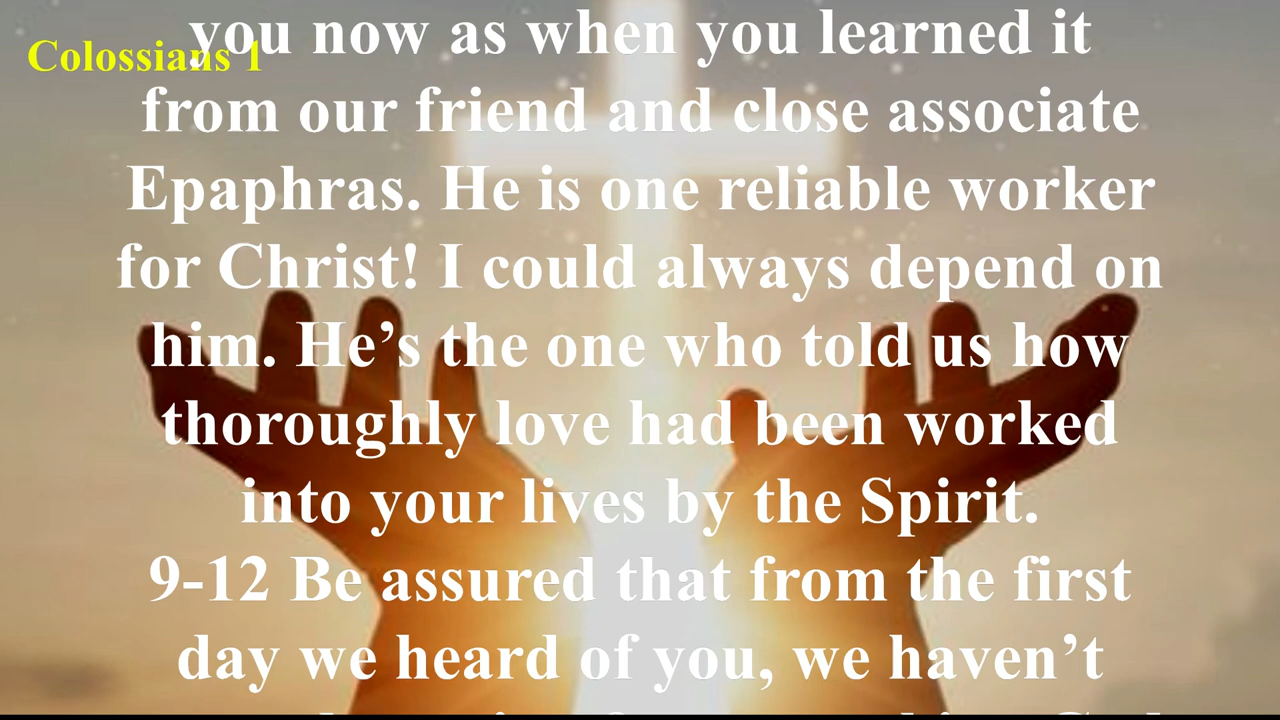 Colossians 1
you now as when you learned it
from our friend and close associate
Epaphras. He is one reliable worker
for Christ! I could always depend on
him. He’s the one who told us how
thoroughly love had been worked
into your lives by the Spirit.
9-12 Be assured that from the first
day we heard of you, we haven’t